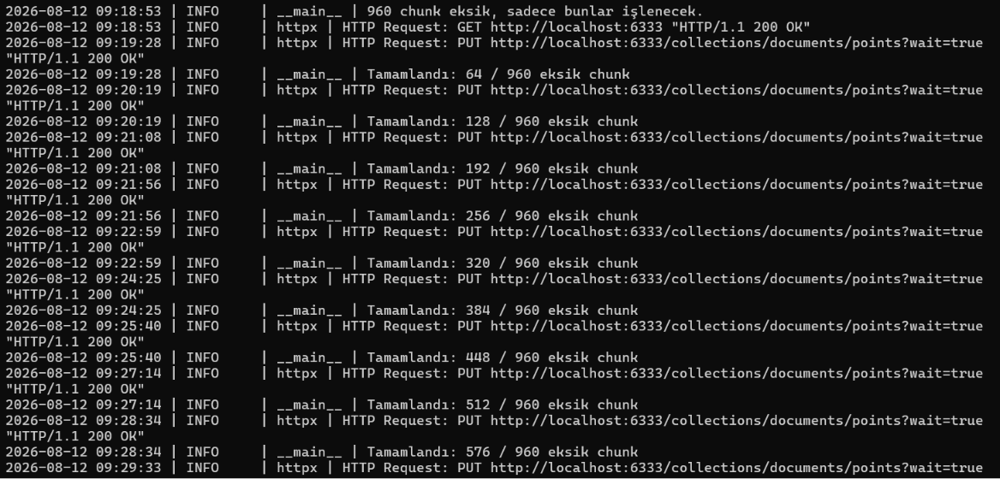 2026-08-12 09:18:53 | INFO     | __main__ | 960 chunk eksik, sadece bunlar işlenecek.
2026-08-12 09:18:53 | INFO     | httpx | HTTP Request: GET http://localhost:6333 "HTTP/1.1 200 OK"
2026-08-12 09:19:28 | INFO     | httpx | HTTP Request: PUT http://localhost:6333/collections/documents/points?wait=true
"HTTP/1.1 200 OK"
2026-08-12 09:19:28 | INFO     | __main__ | Tamamlandı: 64 / 960 eksik chunk
2026-08-12 09:20:19 | INFO     | httpx | HTTP Request: PUT http://localhost:6333/collections/documents/points?wait=true
"HTTP/1.1 200 OK"
2026-08-12 09:20:19 | INFO     | __main__ | Tamamlandı: 128 / 960 eksik chunk
2026-08-12 09:21:08 | INFO     | httpx | HTTP Request: PUT http://localhost:6333/collections/documents/points?wait=true
"HTTP/1.1 200 OK"
2026-08-12 09:21:08 | INFO     | __main__ | Tamamlandı: 192 / 960 eksik chunk
2026-08-12 09:21:56 | INFO     | httpx | HTTP Request: PUT http://localhost:6333/collections/documents/points?wait=true
"HTTP/1.1 200 OK"
2026-08-12 09:21:56 | INFO     | __main__ | Tamamlandı: 256 / 960 eksik chunk
2026-08-12 09:22:59 | INFO     | httpx | HTTP Request: PUT http://localhost:6333/collections/documents/points?wait=true
"HTTP/1.1 200 OK"
2026-08-12 09:22:59 | INFO     | __main__ | Tamamlandı: 320 / 960 eksik chunk
2026-08-12 09:24:25 | INFO     | httpx | HTTP Request: PUT http://localhost:6333/collections/documents/points?wait=true
"HTTP/1.1 200 OK"
2026-08-12 09:24:25 | INFO     | __main__ | Tamamlandı: 384 / 960 eksik chunk
2026-08-12 09:25:40 | INFO     | httpx | HTTP Request: PUT http://localhost:6333/collections/documents/points?wait=true
"HTTP/1.1 200 OK"
2026-08-12 09:25:40 | INFO     | __main__ | Tamamlandı: 448 / 960 eksik chunk
2026-08-12 09:27:14 | INFO     | httpx | HTTP Request: PUT http://localhost:6333/collections/documents/points?wait=true
"HTTP/1.1 200 OK"
2026-08-12 09:27:14 | INFO     | __main__ | Tamamlandı: 512 / 960 eksik chunk
2026-08-12 09:28:34 | INFO     | httpx | HTTP Request: PUT http://localhost:6333/collections/documents/points?wait=true
"HTTP/1.1 200 OK"
2026-08-12 09:28:34 | INFO     | __main__ | Tamamlandı: 576 / 960 eksik chunk
2026-08-12 09:29:33 | INFO     | httpx | HTTP Request: PUT http://localhost:6333/collections/documents/points?wait=true